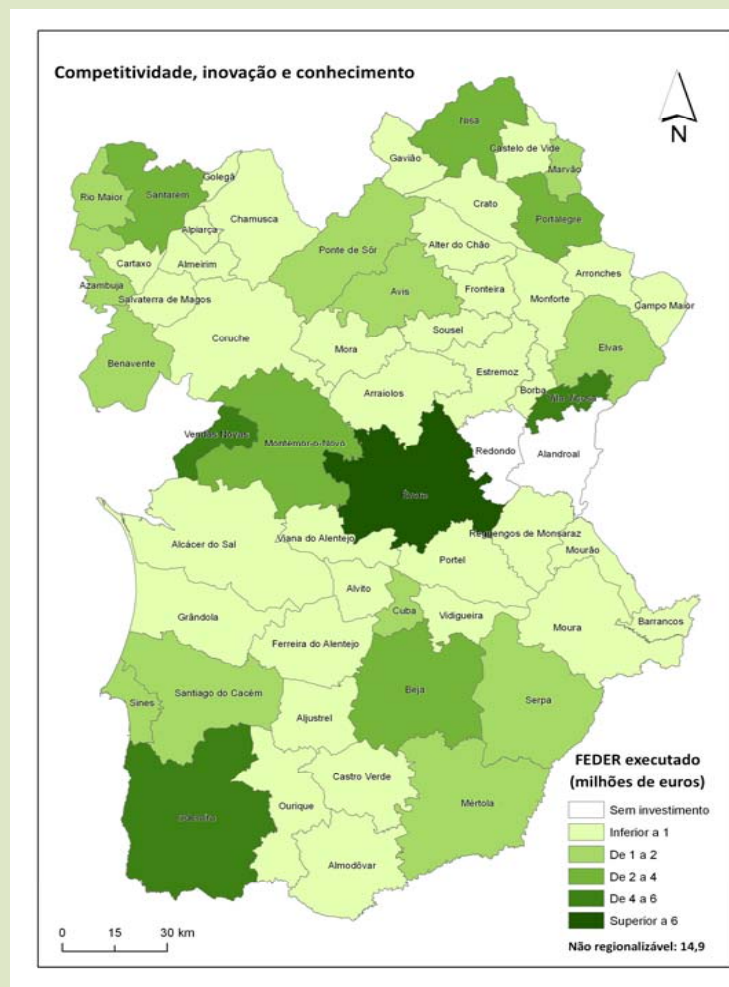 Competitividade, inovação e conhecimento
N
Nisa
Gavião
Castelo de Vide
Marvão
Golegã
Rio Maior
Santarém
Chamusca
Crato
Portalegre
Alpiarça
Ponte de Sôr
Alter do Chão
Cartaxo
Almeirim
Arronches
Azambuja
Avis
Fronteira
Salvaterra de Magos
Monforte
Campo Maior
Sousel
Coruche
Mora
Elvas
Benavente
Estremoz
Arraiolos
Borba
Vila Viçosa
Vendas Novas
Montemor-o-Novo
Redondo
Alandroal
Évora
Reguengos de Monsaraz
Viana do Alentejo
Alcácer do Sal
Mourão
Portel
Alvito
Cuba
Vidigueira
Grândola
Barrancos
Moura
Ferreira do Alentejo
Beja
Santiago do Cacém
Serpa
Sines
Aljustrel
Castro Verde
Mértola
Ourique
Odemira
Almodôvar
FEDER executado
(milhões de euros)
Sem investimento
Inferior a 1
De 1 a 2
De 2 a 4
De 4 a 6
Superior a 6
Não regionalizável: 14,9
0 15 30 km